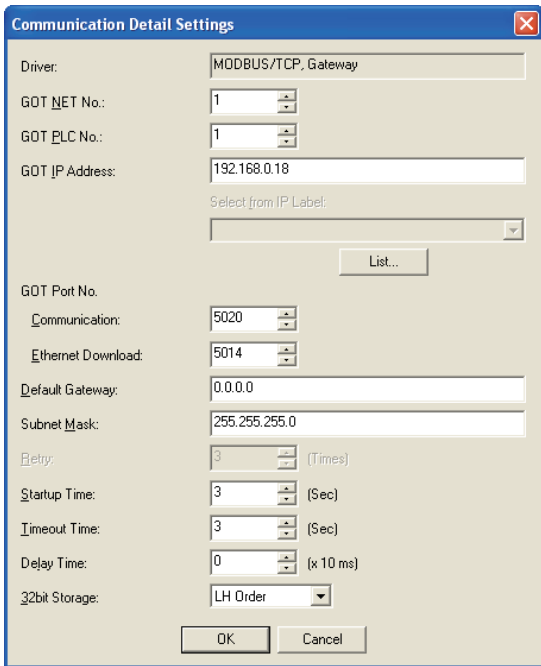 Communication Detail Settings
Driver: MODBUS/TCP, Gateway
GOT NET No.: 1
GOT PLC No.: 1
GOT IP Address: 192.168.0.18
Select from IP Label:
List...
GOT Port No.
Communication: 5020
Ethernet Download: 5014
Default Gateway: 0.0.0.0
Subnet Mask: 255.255.255.0
Retry: 3 (Times)
Startup Time: 3 (Sec)
Timeout Time: 3 (Sec)
Delay Time: 0 (x 10 ms)
32bit Storage: LH Order
OK Cancel